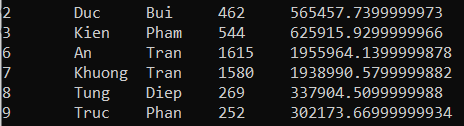 2 Duc Bui 462 565457.7399999973
3 Kien Pham 544 625915.9299999966
6 An Tran 1615 1955964.1399999878
7 Khuong Tran 1580 1938990.5799999882
8 Tung Diep 269 337904.5099999988
9 Truc Phan 252 302173.66999999934